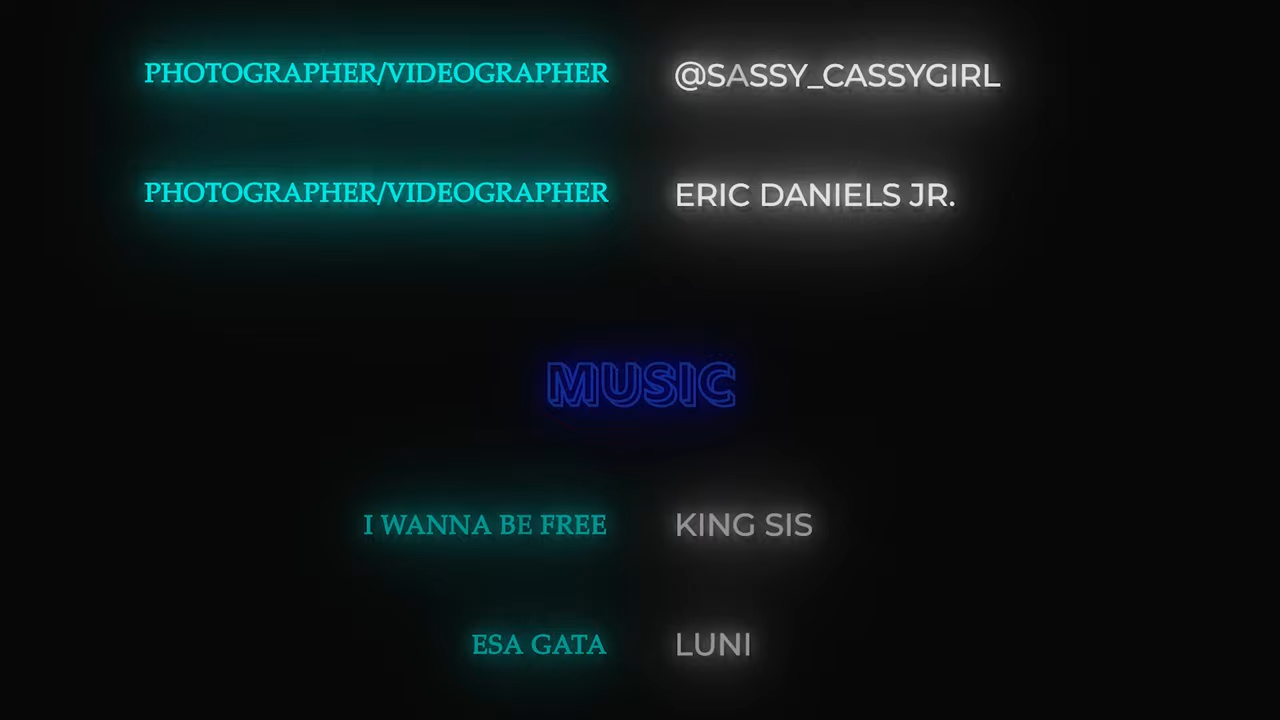 PHOTOGRAPHER/VIDEOGRAPHER @SASSY_CASSYGIRL
PHOTOGRAPHER/VIDEOGRAPHER ERIC DANIELS JR.
MUSIC
I WANNA BE FREE KING SIS
ESA GATA LUNI